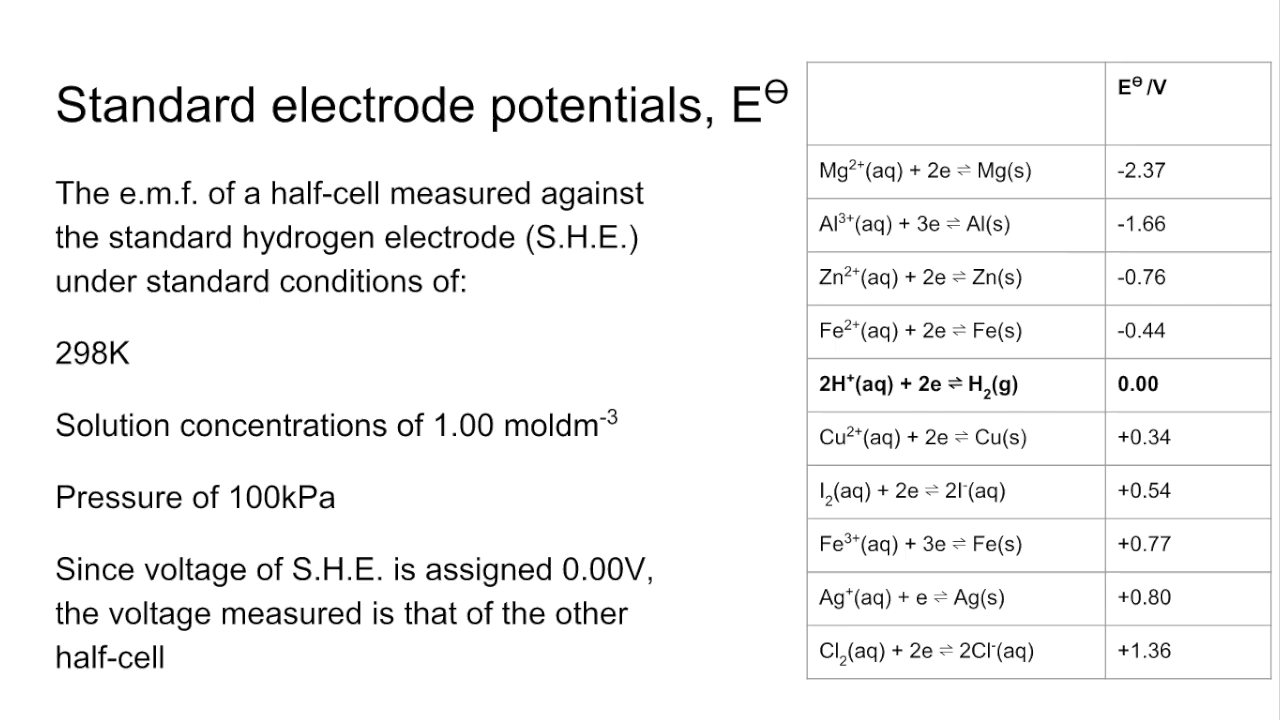 Standard electrode potentials, E⊖
The e.m.f. of a half-cell measured against
the standard hydrogen electrode (S.H.E.)
under standard conditions of:
298K
Solution concentrations of 1.00 moldm⁻³
Pressure of 100kPa
Since voltage of S.H.E. is assigned 0.00V,
the voltage measured is that of the other
half-cell
E⊖ /V
Mg²⁺(aq) + 2e ⇌ Mg(s) -2.37
Al³⁺(aq) + 3e ⇌ Al(s) -1.66
Zn²⁺(aq) + 2e ⇌ Zn(s) -0.76
Fe²⁺(aq) + 2e ⇌ Fe(s) -0.44
2H⁺(aq) + 2e ⇌ H₂(g) 0.00
Cu²⁺(aq) + 2e ⇌ Cu(s) +0.34
I₂(aq) + 2e ⇌ 2I⁻(aq) +0.54
Fe³⁺(aq) + 3e ⇌ Fe(s) +0.77
Ag⁺(aq) + e ⇌ Ag(s) +0.80
Cl₂(aq) + 2e ⇌ 2Cl⁻(aq) +1.36